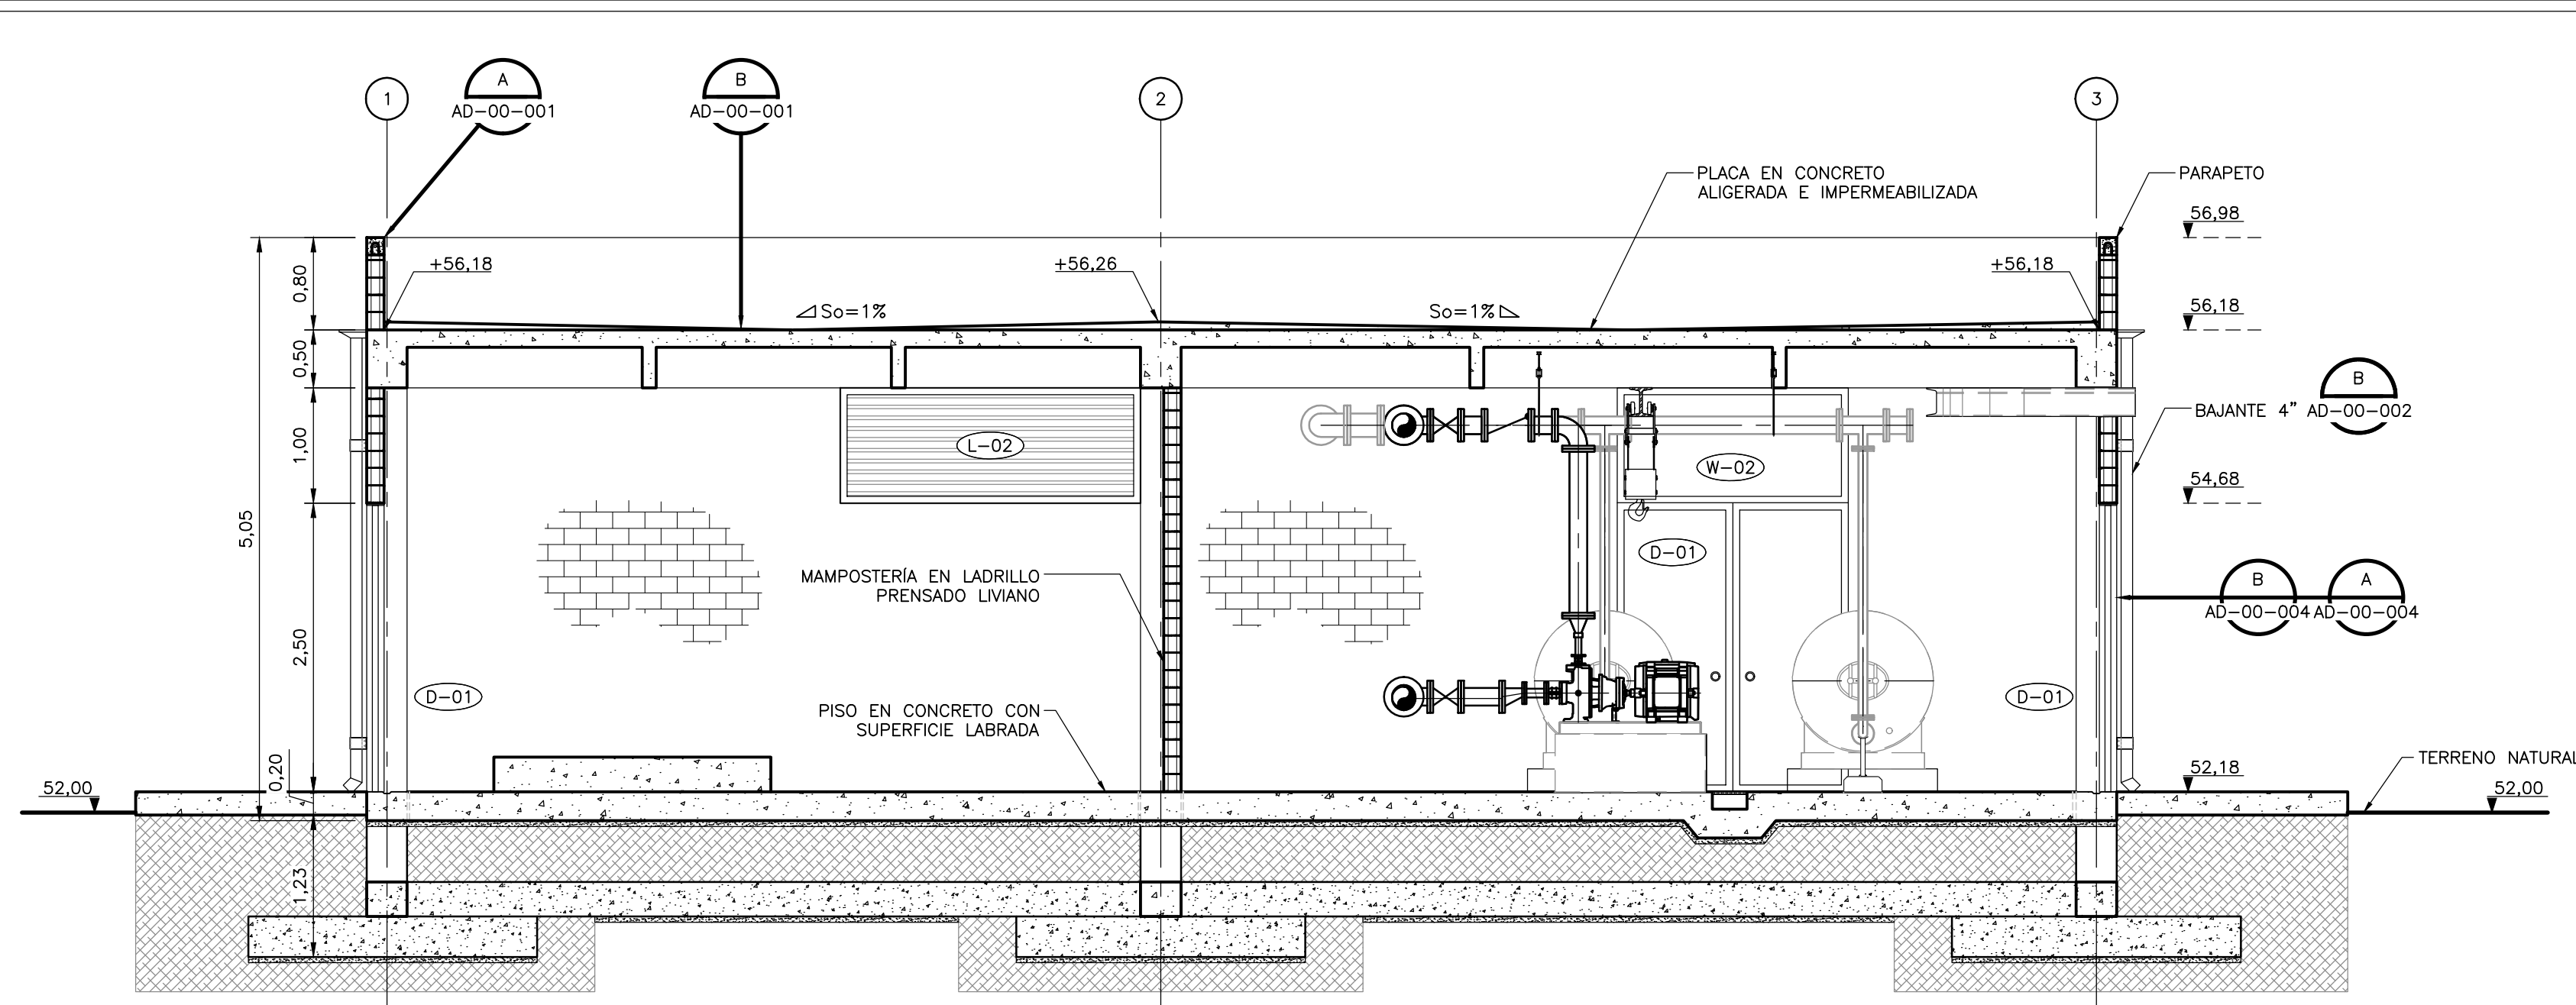 A
AD-00-001
B
AD-00-001
1
2
3
PLACA EN CONCRETO
ALIGERADA E IMPERMEABILIZADA
PARAPETO
56,98
+56,18
+56,26
+56,18
So=1%
So=1%
56,18
0,80
0,50
1,00
5,05
2,50
0,20
1,23
L-02
W-02
B
AD-00-002
BAJANTE 4"
54,68
D-01
MAMPOSTERÍA EN LADRILLO
PRENSADO LIVIANO
B
AD-00-004
A
AD-00-004
D-01
D-01
PISO EN CONCRETO CON
SUPERFICIE LABRADA
52,00
52,18
TERRENO NATURAL
52,00